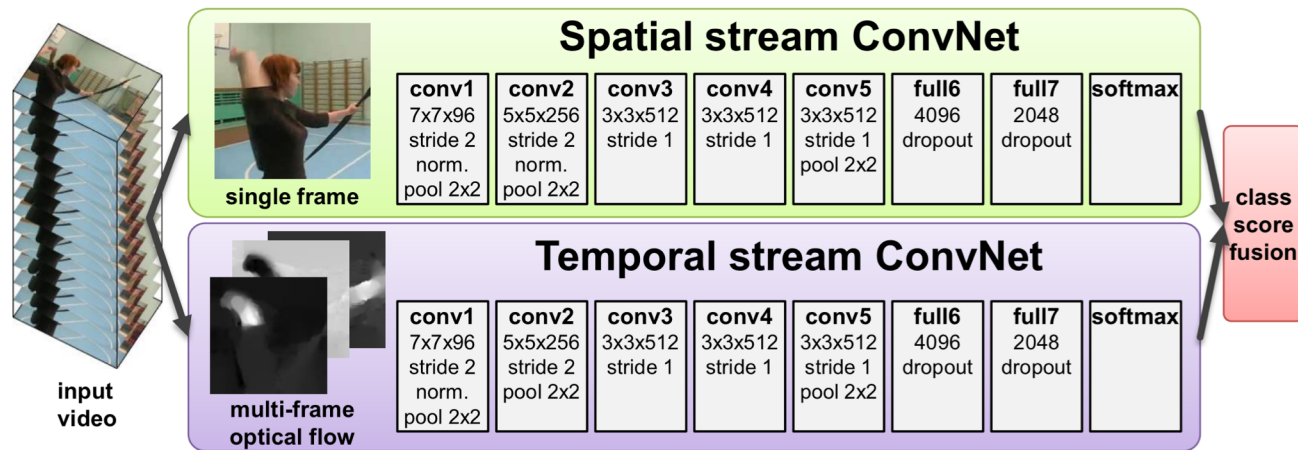 input
video
Spatial stream ConvNet
single frame
conv1
7x7x96
stride 2
norm.
pool 2x2
conv2
5x5x256
stride 2
norm.
pool 2x2
conv3
3x3x512
stride 1
conv4
3x3x512
stride 1
conv5
3x3x512
stride 1
pool 2x2
full6
4096
dropout
full7
2048
dropout
softmax
Temporal stream ConvNet
multi-frame
optical flow
conv1
7x7x96
stride 2
norm.
pool 2x2
conv2
5x5x256
stride 2
pool 2x2
conv3
3x3x512
stride 1
conv4
3x3x512
stride 1
conv5
3x3x512
stride 1
pool 2x2
full6
4096
dropout
full7
2048
dropout
softmax
class
score
fusion